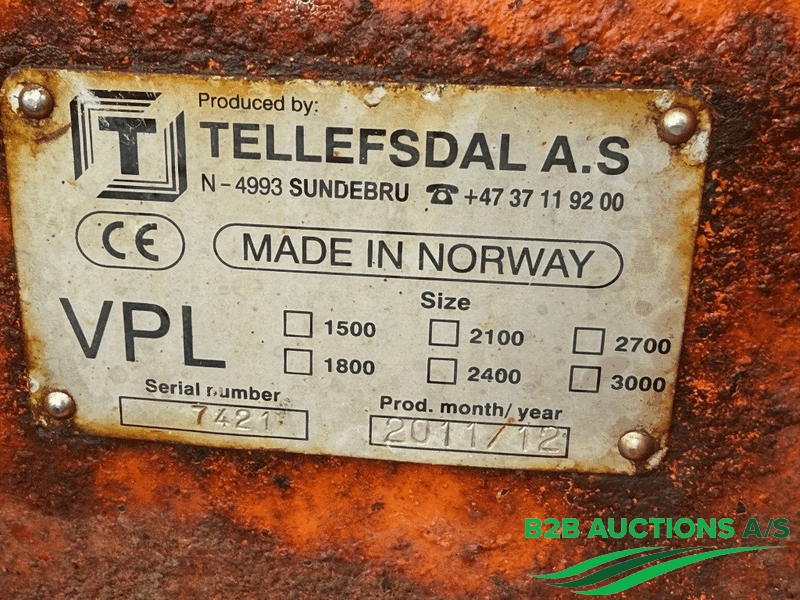 T
Produced by:
TELLEFSDAL A.S
N - 4993 SUNDEBRU ☎ +47 37 11 92 00
CE
MADE IN NORWAY
VPL
Size
☐ 1500 ☐ 2100 ☐ 2700
☐ 1800 ☐ 2400 ☐ 3000
Serial number
7421
Prod. month/ year
2011/12
B2B AUCTIONS A/S